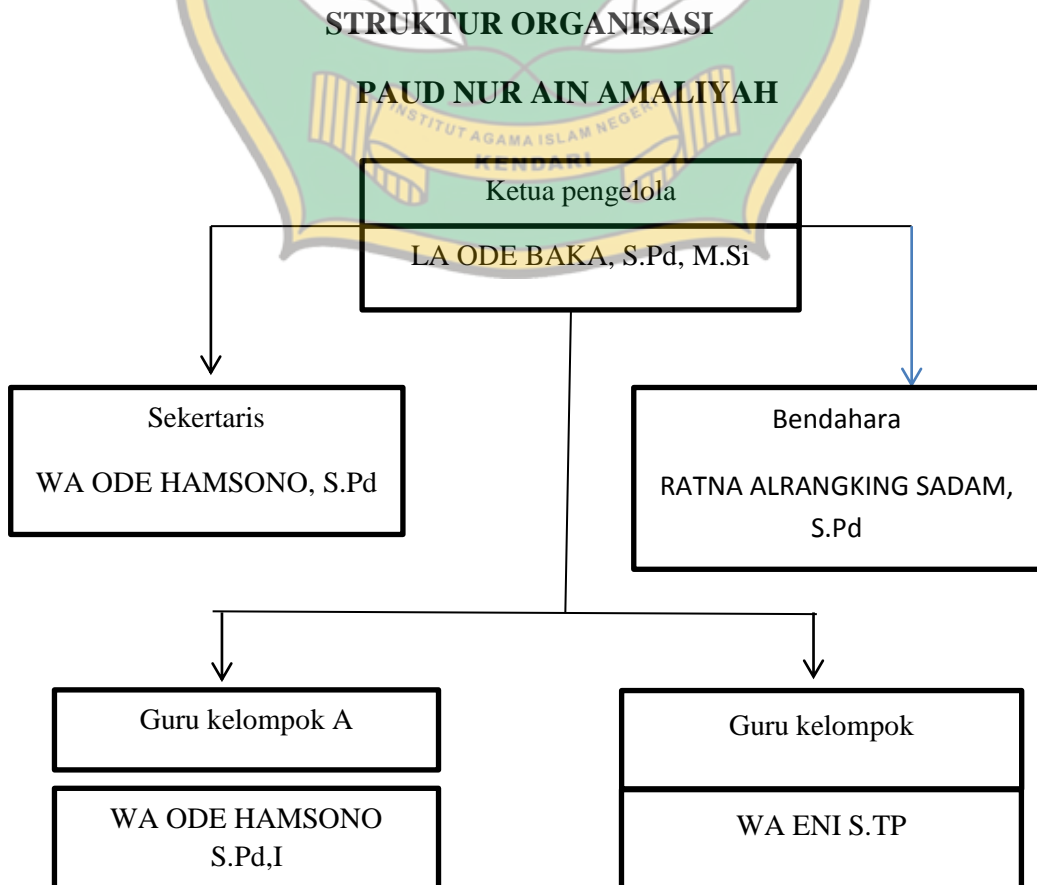 STRUKTUR ORGANISASI
PAUD NUR AIN AMALIYAH
INSTITUT AGAMA ISLAM NEGERI
KENDARI
Ketua pengelola
LA ODE BAKA, S.Pd, M.Si
Sekertaris
WA ODE HAMSONO, S.Pd
Bendahara
RATNA ALRANGKING SADAM,
S.Pd
Guru kelompok A
WA ODE HAMSONO
S.Pd,I
Guru kelompok
WA ENI S.TP